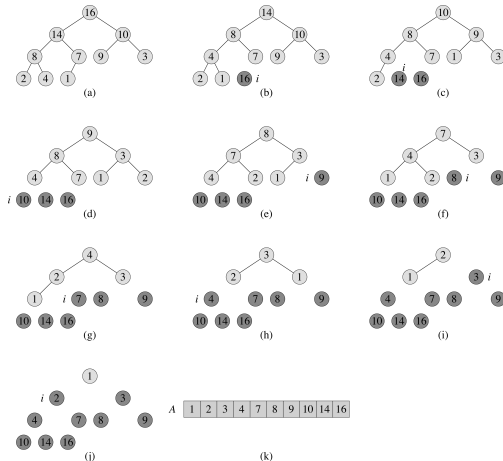 16 14 10
14 10 8 10 8 9
8 7 9 3 4 7 9 3 4 7 1 3
2 4 1 2 1 16 i 2 i 14 16
(a) (b) (c)
9 8 7
8 3 7 3 4 3
4 7 1 2 4 2 1 i 9 1 2 8 i 9
i 10 14 16 10 14 16 10 14 16
(d) (e) (f)
4 3 2
2 3 2 1 1 3 i
1 i 7 8 9 i 4 7 8 9 4 7 8 9
10 14 16 10 14 16 10 14 16
(g) (h) (i)
1
i 2 3
4 7 8 9 A 1 2 3 4 7 8 9 10 14 16
10 14 16
(j) (k)